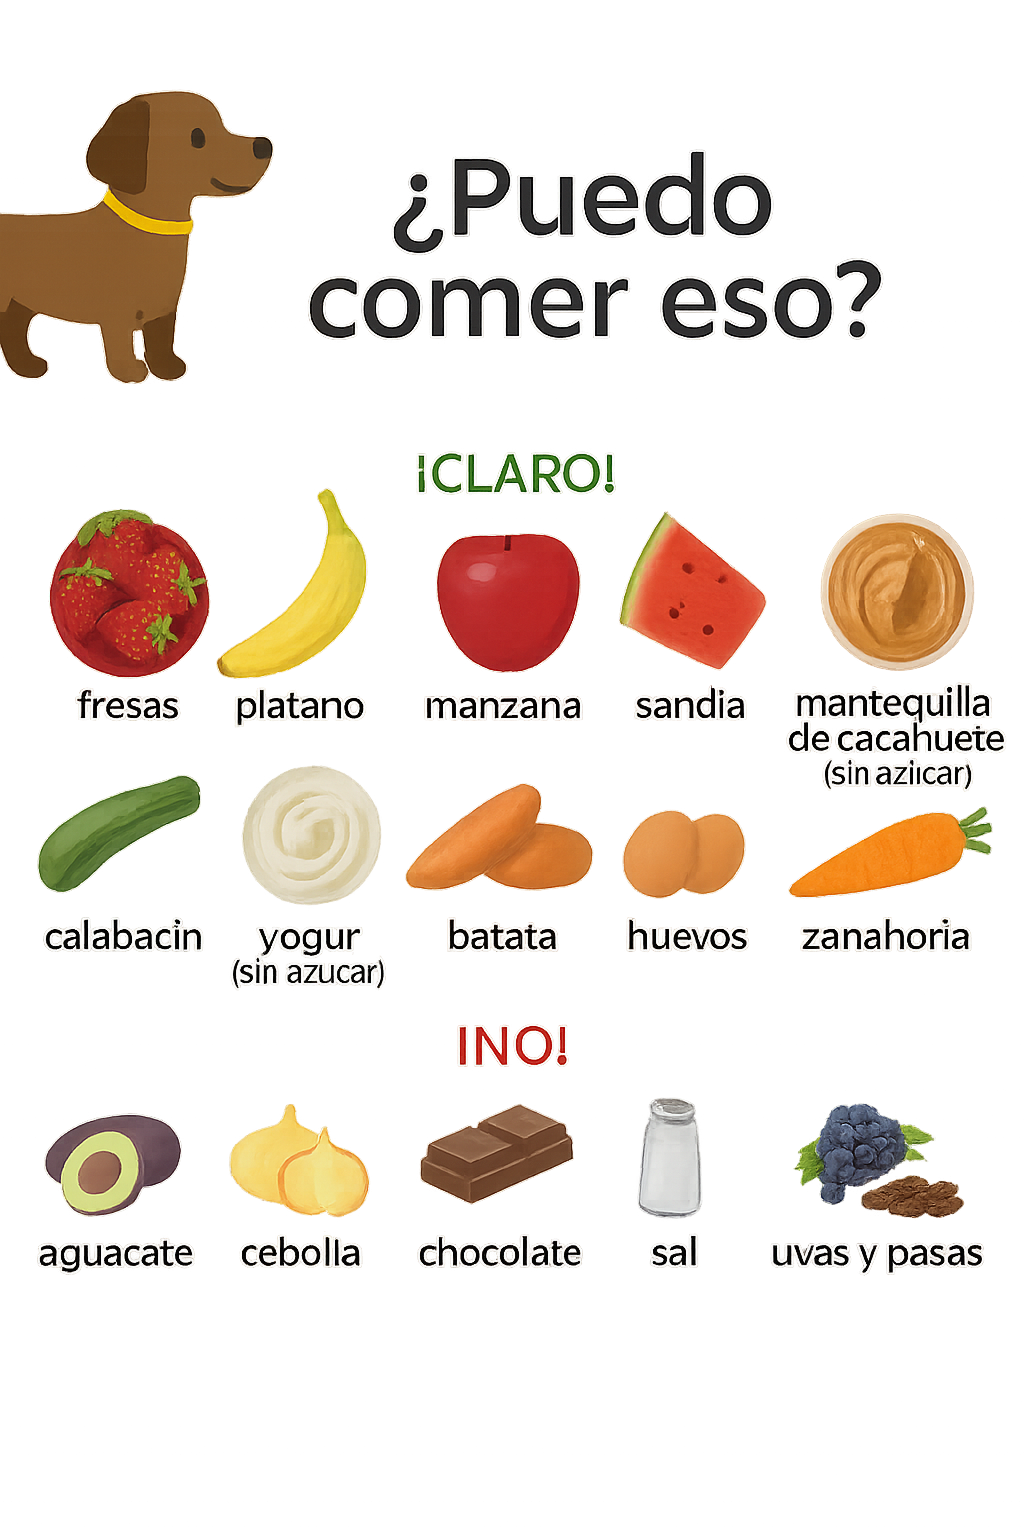 ¿Puedo
comer eso?
¡CLARO!
fresas
platano
manzana
sandia
mantequilla
de cacahuete
(sin aziicar)
calabacin
yogur
(sin azucar)
batata
huevos
zanahoria
INO!
aguacate
cebolla
chocolate
sal
uvas y pasas